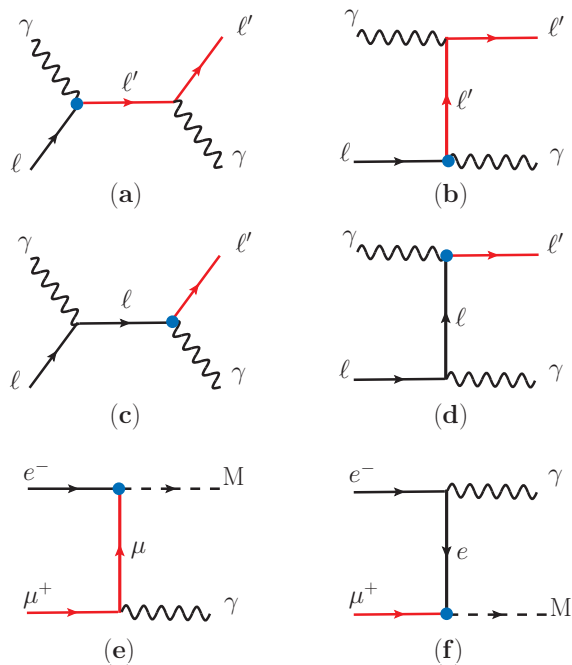 γ ℓ′ ℓ′ ℓ γ
(a)
γ ℓ′ ℓ′ ℓ γ
(b)
γ ℓ′ ℓ ℓ γ
(c)
γ ℓ′ ℓ ℓ γ
(d)
e⁻ M μ μ⁺ γ
(e)
e⁻ γ e μ⁺ M
(f)